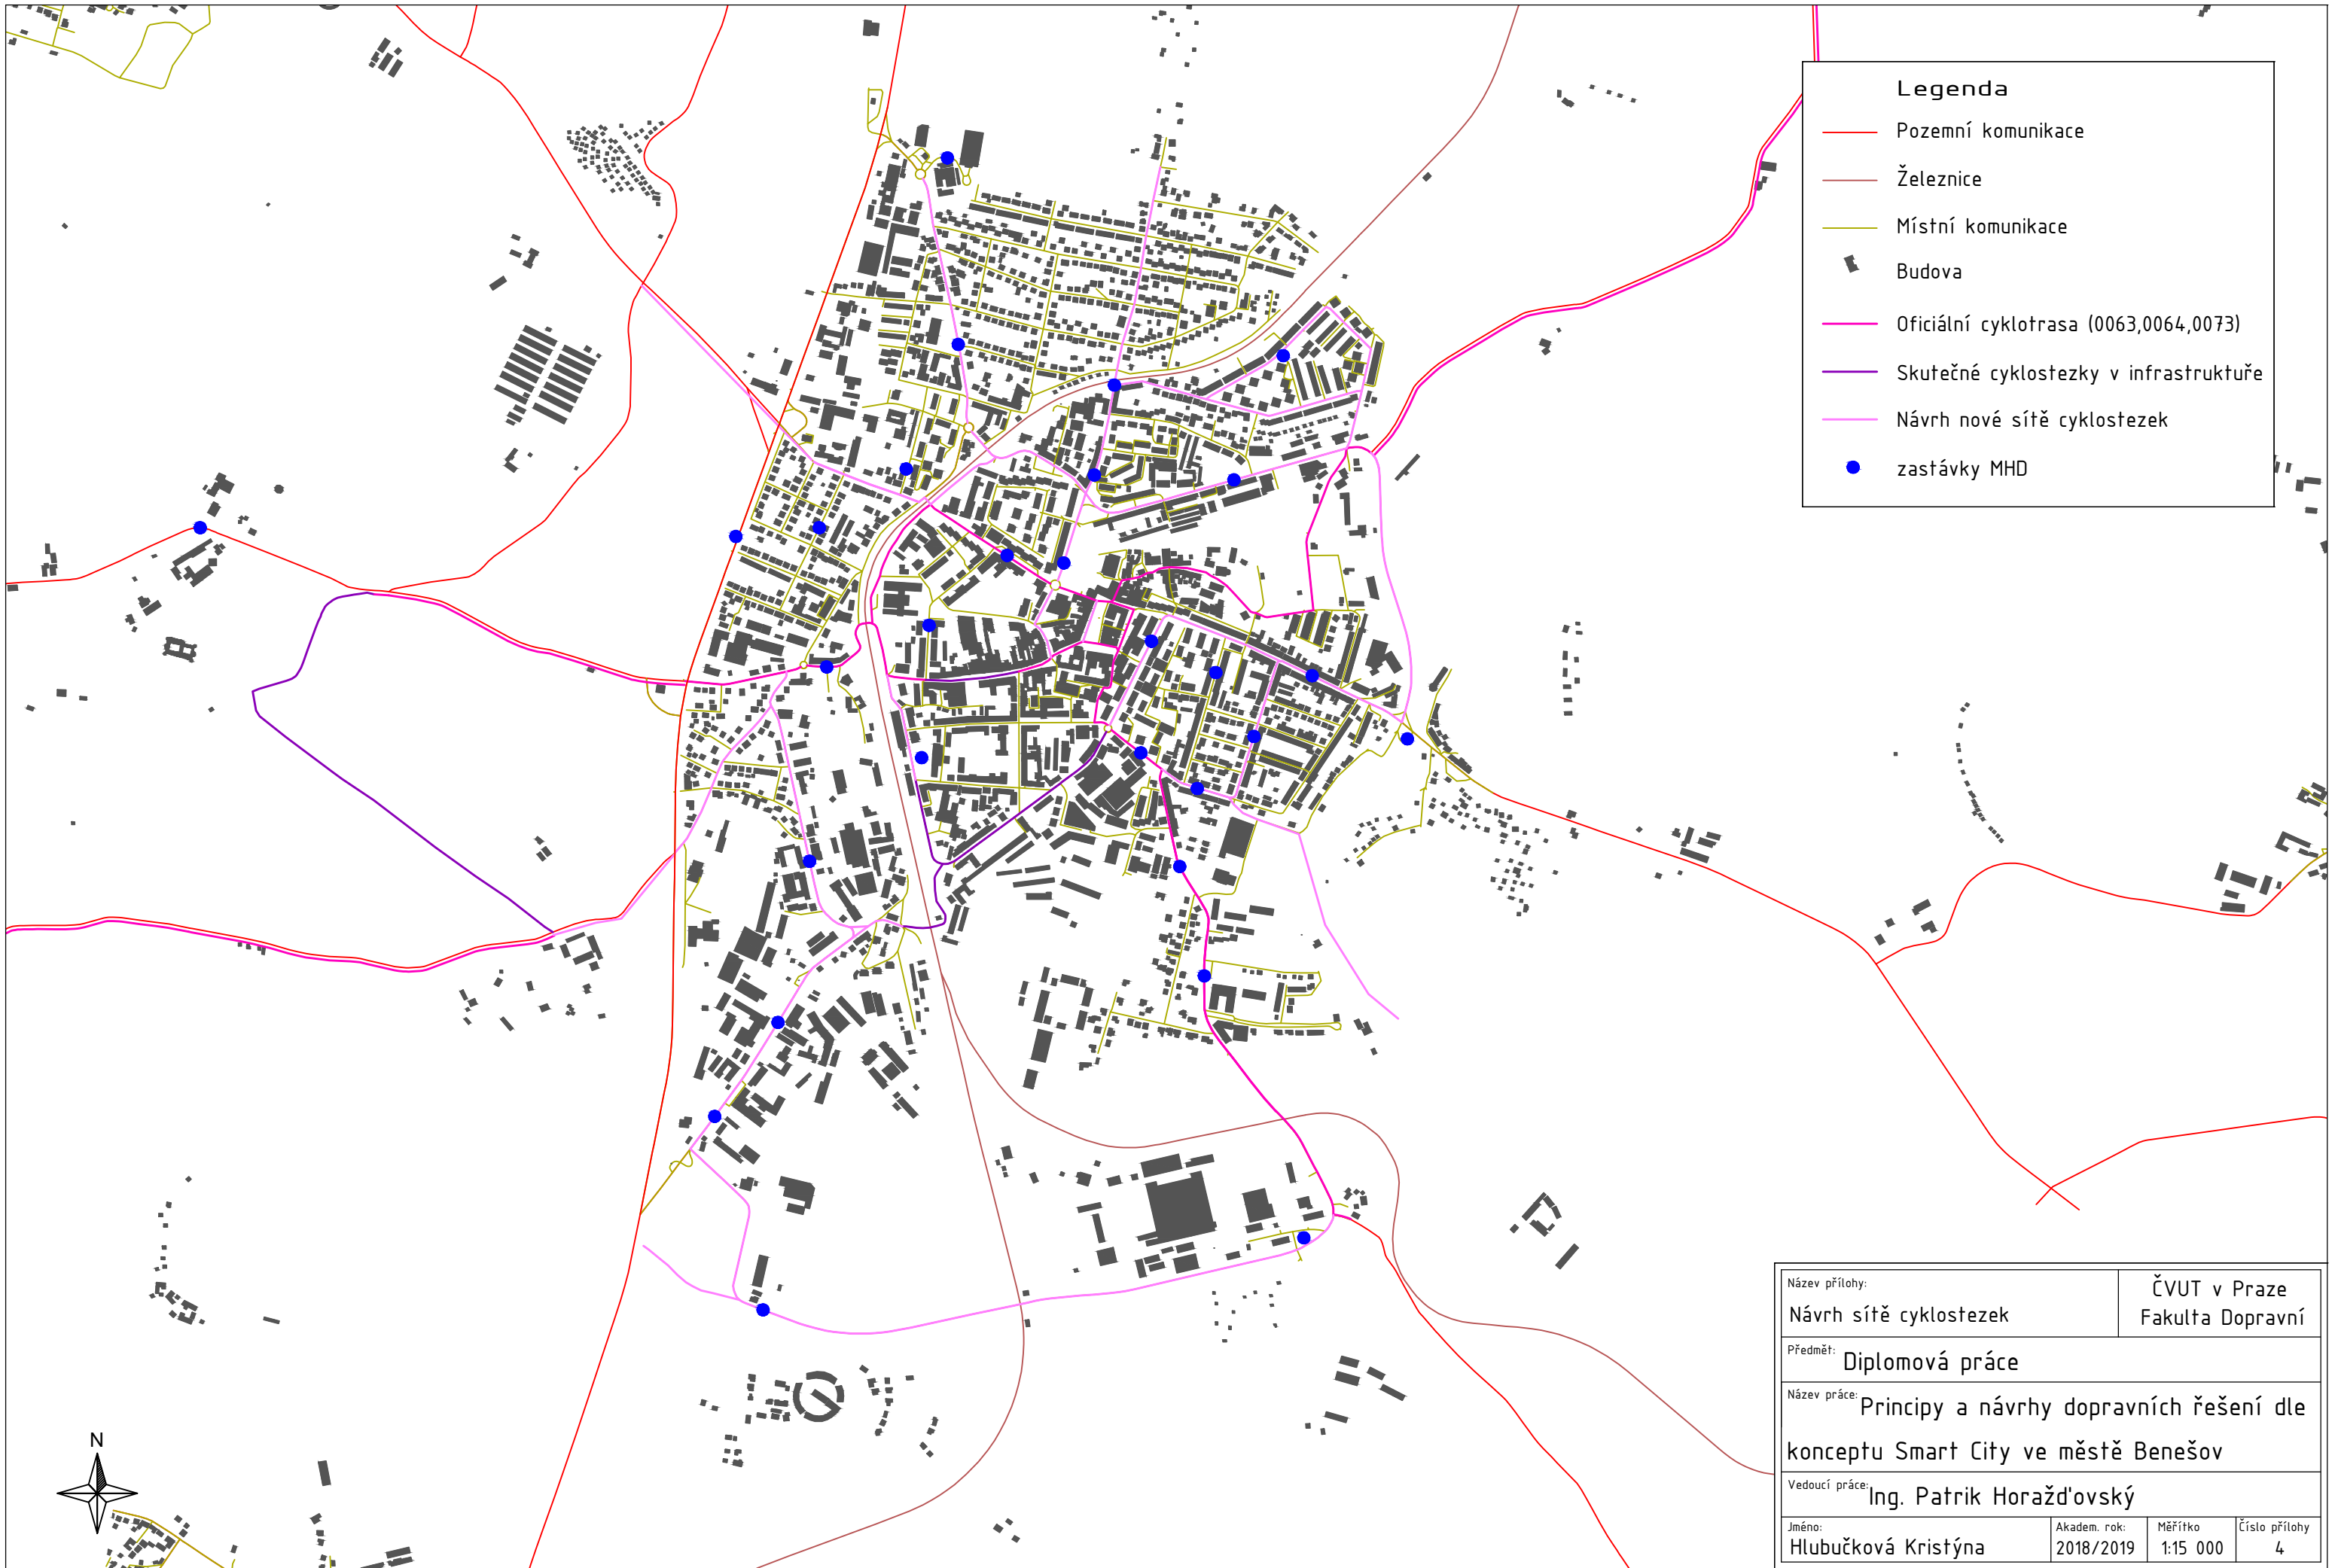 Legenda
Pozemní komunikace
Železnice
Místní komunikace
Budova
Oficiální cyklotrasa (0063,0064,0073)
Skutečné cyklostezky v infrastruktuře
Návrh nové sítě cyklostezek
zastávky MHD
N
Název přílohy:
Návrh sítě cyklostezek
ČVUT v Praze
Fakulta Dopravní
Předmět: Diplomová práce
Název práce: Principy a návrhy dopravních řešení dle
konceptu Smart City ve městě Benešov
Vedoucí práce: Ing. Patrik Horažd'ovský
Jméno:
Hlubučková Kristýna
Akadem. rok:
2018/2019
Měřítko
1:15 000
Číslo přílohy
4